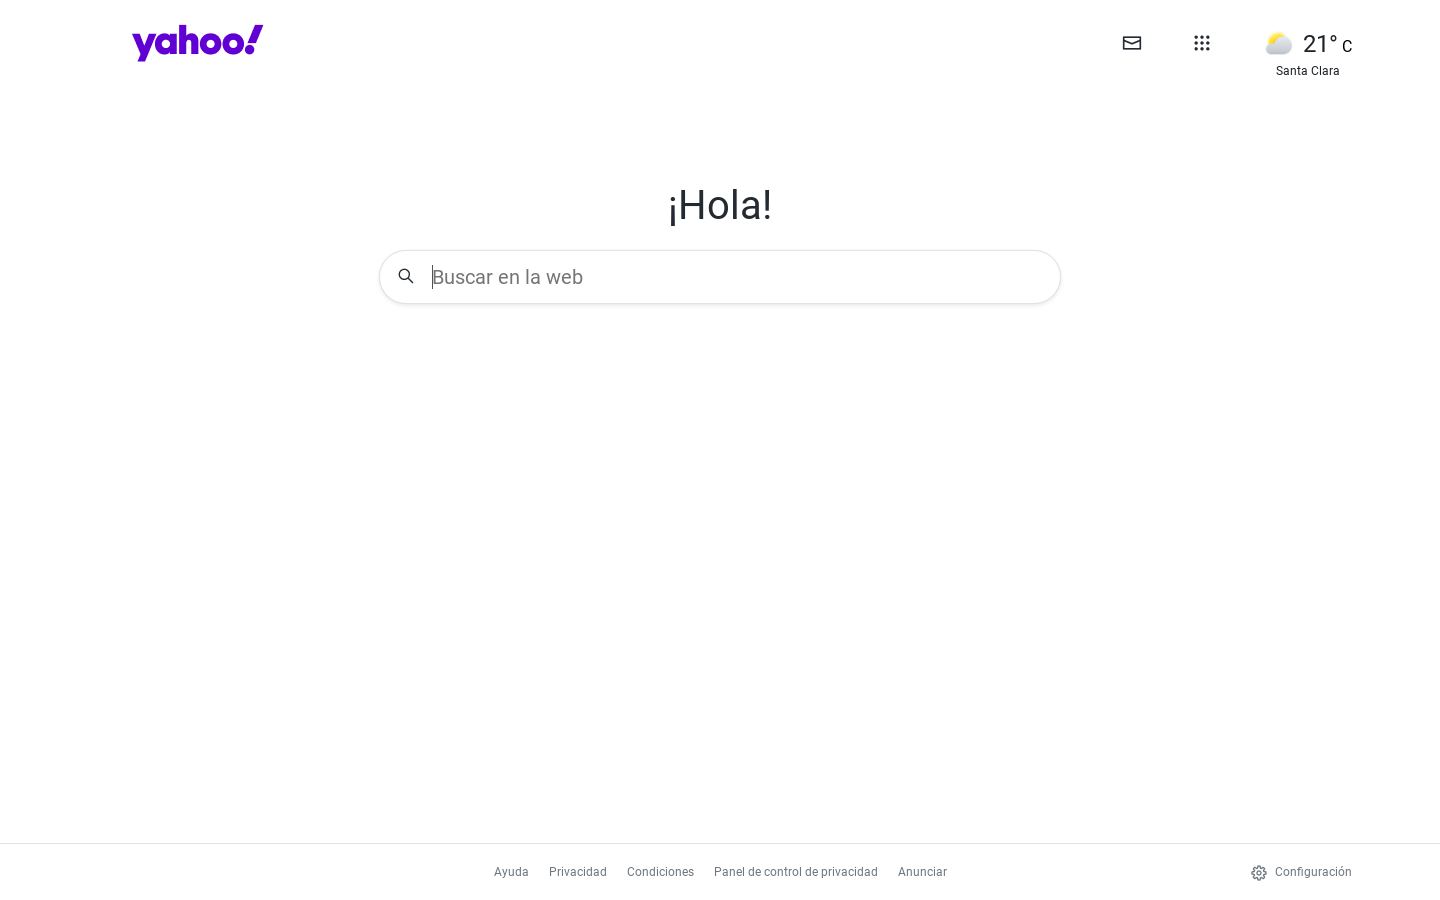 yahoo!
21° C
Santa Clara
¡Hola!
Buscar en la web
Ayuda Privacidad Condiciones Panel de control de privacidad Anunciar Configuración